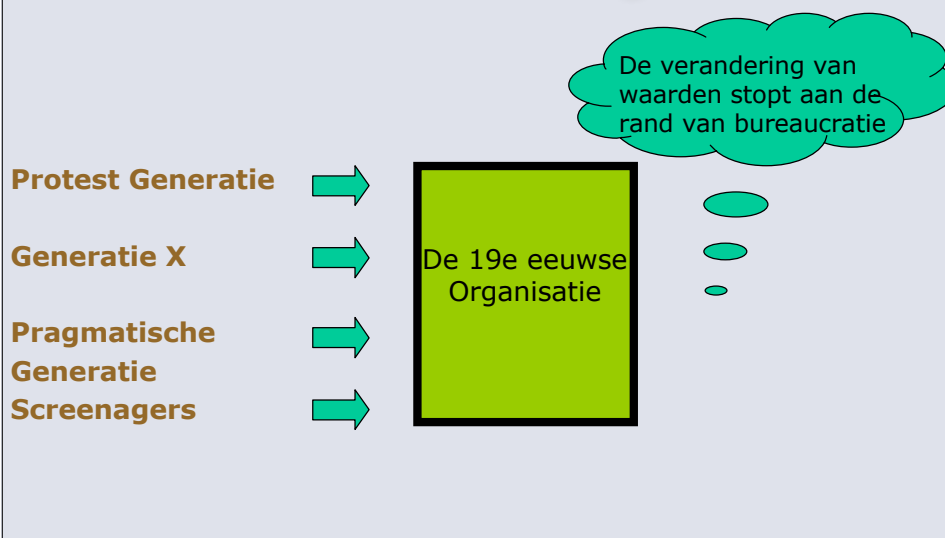 De verandering van
waarden stopt aan de
rand van bureaucratie
Protest Generatie
Generatie X
De 19e eeuwse
Organisatie
Pragmatische
Generatie
Screenagers